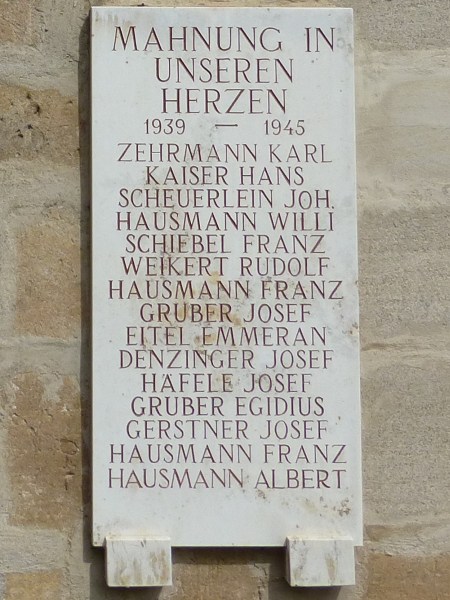 MAHNUNG IN
UNSEREN
HERZEN
1939 — 1945
ZEHRMANN KARL
KAISER HANS
SCHEUERLEIN JOH.
HAUSMANN WILLI
SCHIEBEL FRANZ
WEIKERT RUDOLF
HAUSMANN FRANZ
GRUBER JOSEF
EITEL EMMERAN
DENZINGER JOSEF
HÄFELE JOSEF
GRUBER EGIDIUS
GERSTNER JOSEF
HAUSMANN FRANZ
HAUSMANN ALBERT